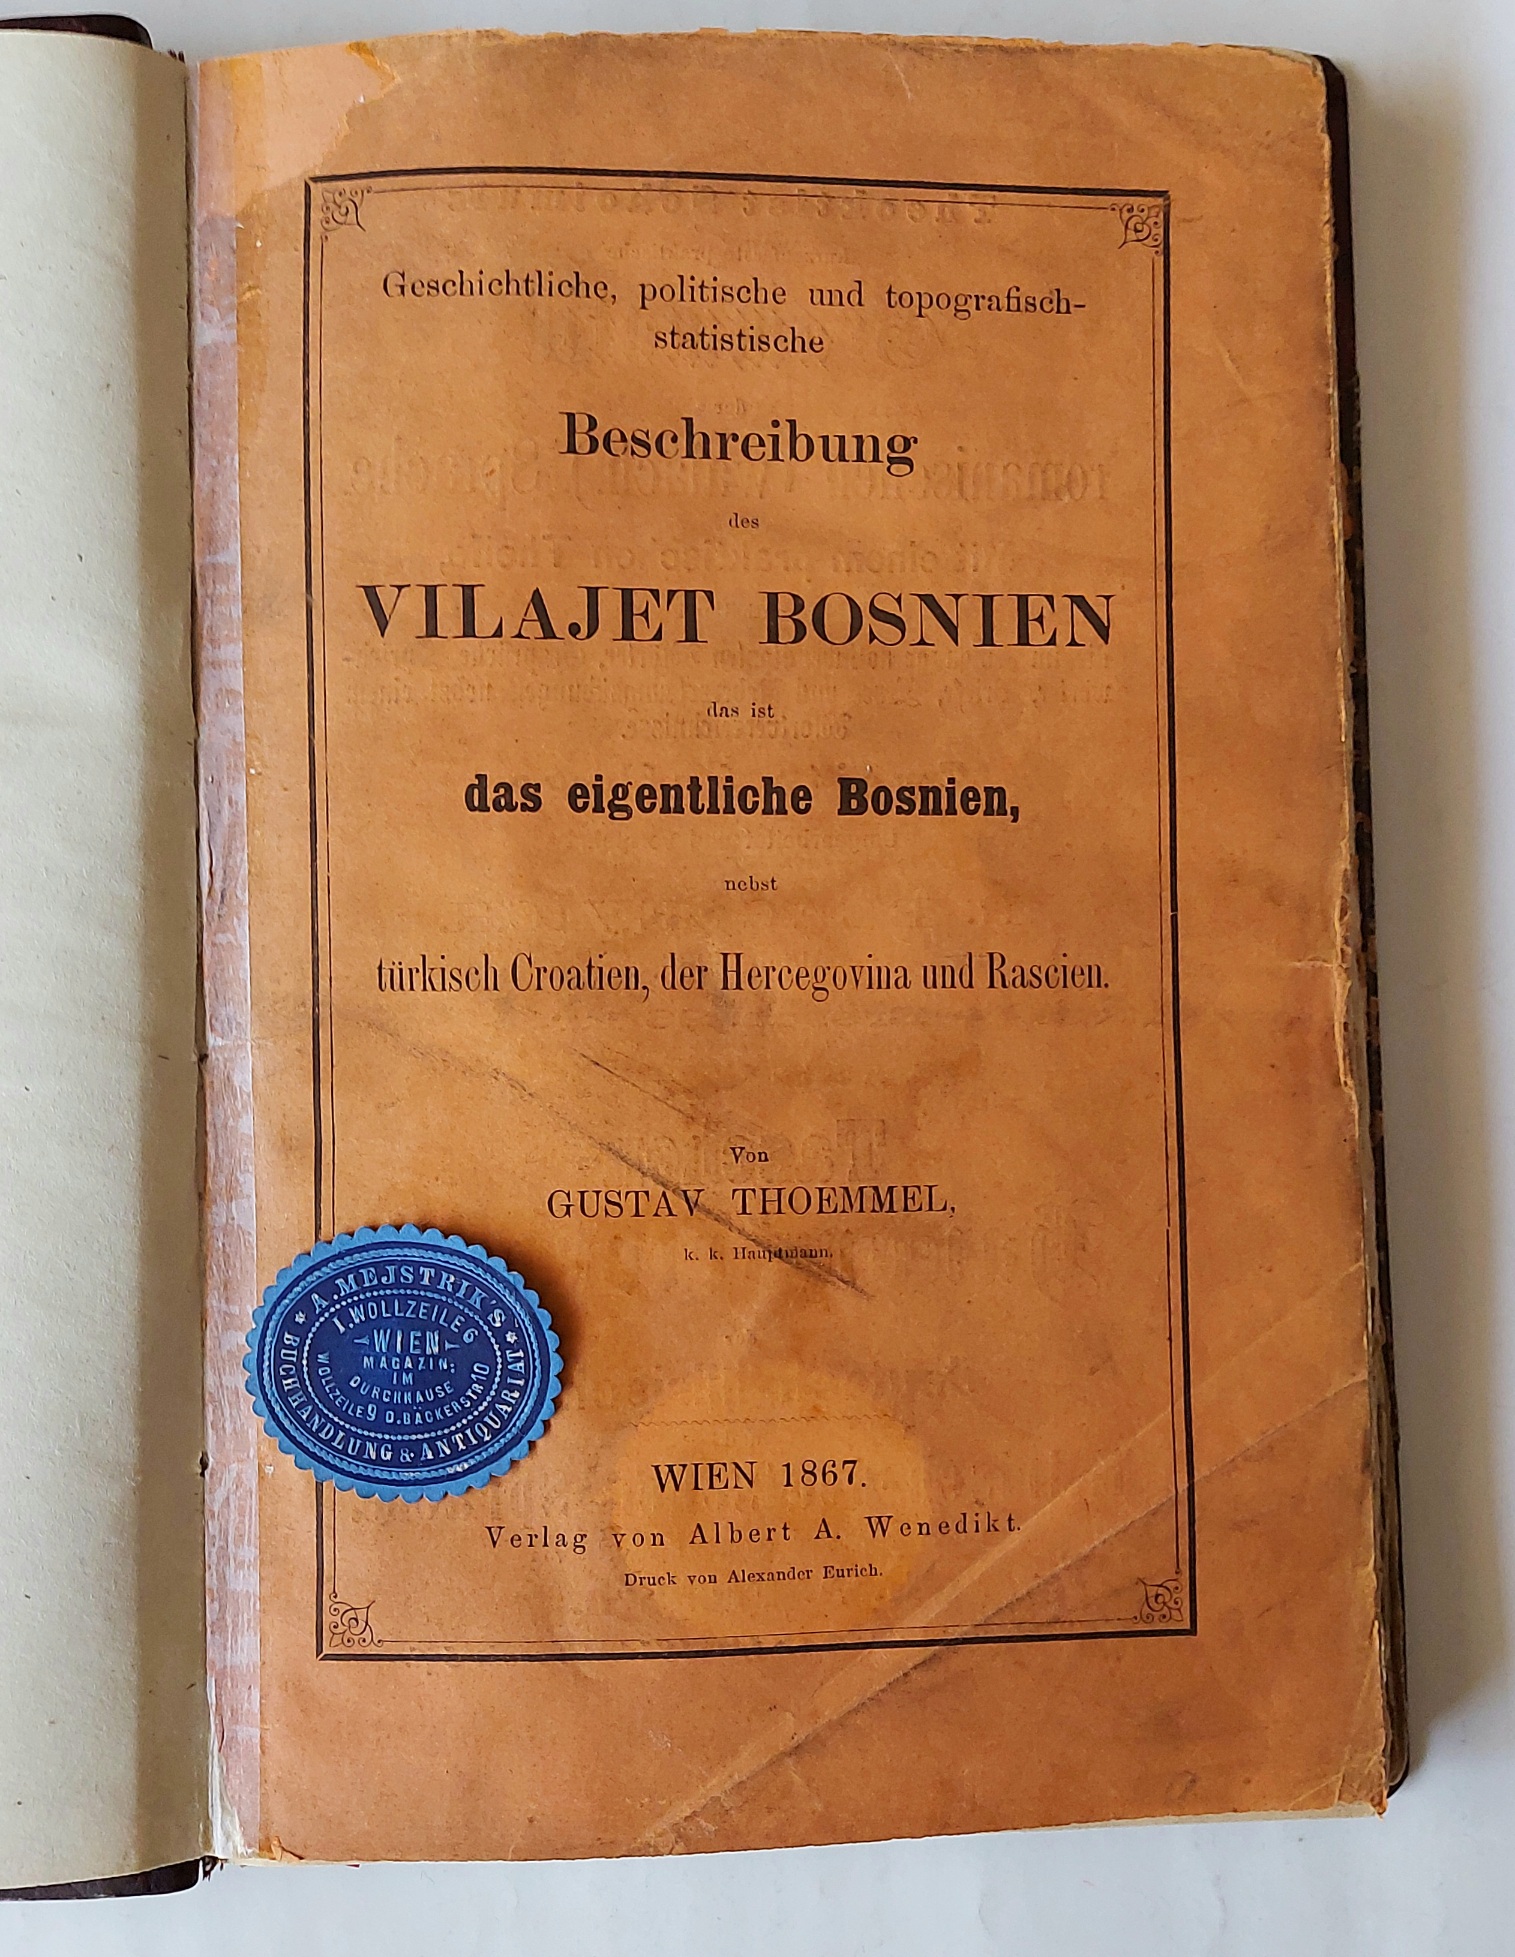 Geschichtliche, politische und topografisch-
statistische
Beschreibung
des
VILAJET BOSNIEN
das ist
das eigentliche Bosnien,
nebst
türkisch Croatien, der Hercegovina und Rascien.
Von
GUSTAV THOEMMEL,
k. k. Hauptmann.
WIEN 1867.
Verlag von Albert A. Wenedikt.
Druck von Alexander Eurich.
A. MEJSTRIK'S
BUCHHANDLUNG & ANTIQUARIAT
I. WOLLZEILE 6
WIEN
MAGAZIN:
IM
DURCHHAUSE
WOLLZEILE 9 O. BÄCKERSTR 10